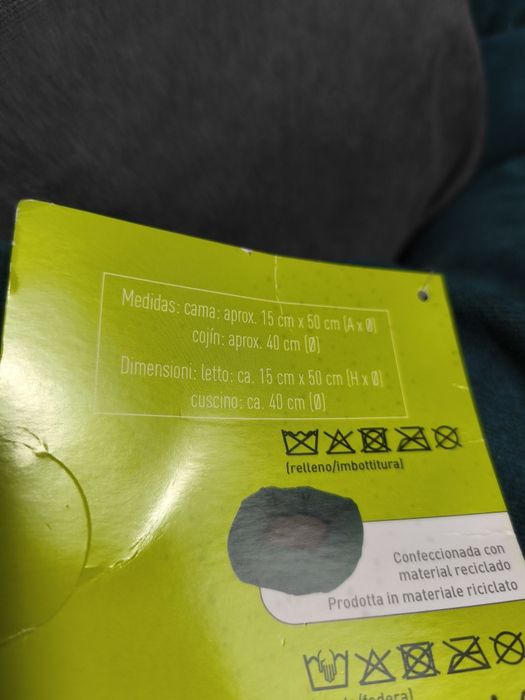 Medidas: cama: aprox. 15 cm x 50 cm (A x Ø)
cojín: aprox. 40 cm (Ø)
Dimensioni: letto: ca. 15 cm x 50 cm (H x Ø)
cuscino: ca. 40 cm (Ø)
(relleno/imbottitura)
Confeccionada con
material reciclado
Prodotta in materiale riciclato